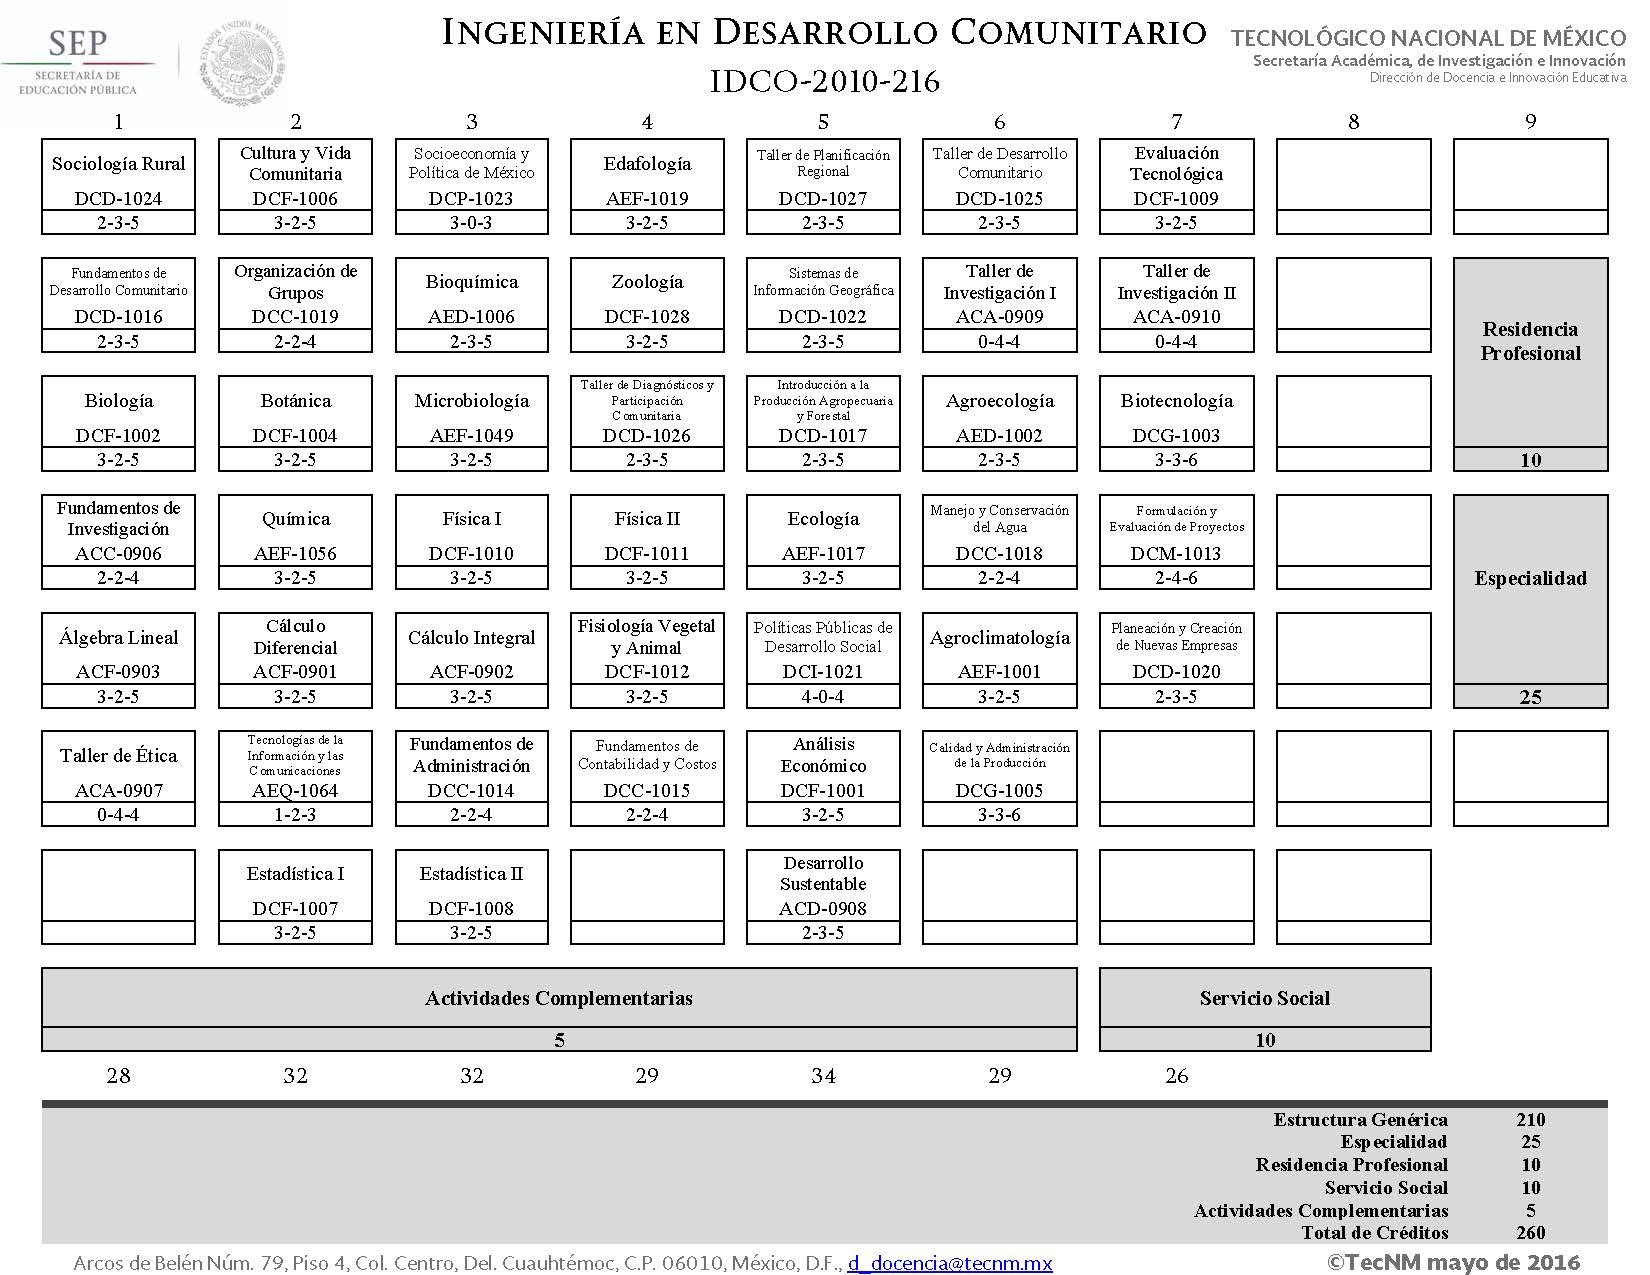 SEP
SECRETARÍA DE
EDUCACIÓN PÚBLICA
ESTADOS UNIDOS MEXICANOS
INGENIERÍA EN DESARROLLO COMUNITARIO
IDCO-2010-216
TECNOLÓGICO NACIONAL DE MÉXICO
Secretaría Académica, de Investigación e Innovación
Dirección de Docencia e Innovación Educativa
1 2 3 4 5 6 7 8 9
Sociología Rural
DCD-1024
2-3-5
Cultura y Vida
Comunitaria
DCF-1006
3-2-5
Socioeconomía y
Política de México
DCP-1023
3-0-3
Edafología
AEF-1019
3-2-5
Taller de Planificación
Regional
DCD-1027
2-3-5
Taller de Desarrollo
Comunitario
DCD-1025
2-3-5
Evaluación
Tecnológica
DCF-1009
3-2-5
Fundamentos de
Desarrollo Comunitario
DCD-1016
2-3-5
Organización de
Grupos
DCC-1019
2-2-4
Bioquímica
AED-1006
2-3-5
Zoología
DCF-1028
3-2-5
Sistemas de
Información Geográfica
DCD-1022
2-3-5
Taller de
Investigación I
ACA-0909
0-4-4
Taller de
Investigación II
ACA-0910
0-4-4
Residencia
Profesional
10
Biología
DCF-1002
3-2-5
Botánica
DCF-1004
3-2-5
Microbiología
AEF-1049
3-2-5
Taller de Diagnósticos y
Participación
Comunitaria
DCD-1026
2-3-5
Introducción a la
Producción Agropecuaria
y Forestal
DCD-1017
2-3-5
Agroecología
AED-1002
2-3-5
Biotecnología
DCG-1003
3-3-6
Fundamentos de
Investigación
ACC-0906
2-2-4
Química
AEF-1056
3-2-5
Física I
DCF-1010
3-2-5
Física II
DCF-1011
3-2-5
Ecología
AEF-1017
3-2-5
Manejo y Conservación
del Agua
DCC-1018
2-2-4
Formulación y
Evaluación de Proyectos
DCM-1013
2-4-6
Especialidad
25
Álgebra Lineal
ACF-0903
3-2-5
Cálculo
Diferencial
ACF-0901
3-2-5
Cálculo Integral
ACF-0902
3-2-5
Fisiología Vegetal
y Animal
DCF-1012
3-2-5
Políticas Públicas de
Desarrollo Social
DCI-1021
4-0-4
Agroclimatología
AEF-1001
3-2-5
Planeación y Creación
de Nuevas Empresas
DCD-1020
2-3-5
Taller de Ética
ACA-0907
0-4-4
Tecnologías de la
Información y las
Comunicaciones
AEQ-1064
1-2-3
Fundamentos de
Administración
DCC-1014
2-2-4
Fundamentos de
Contabilidad y Costos
DCC-1015
2-2-4
Análisis
Económico
DCF-1001
3-2-5
Calidad y Administración
de la Producción
DCG-1005
3-3-6
Estadística I
DCF-1007
3-2-5
Estadística II
DCF-1008
3-2-5
Desarrollo
Sustentable
ACD-0908
2-3-5
Actividades Complementarias
5
Servicio Social
10
28 32 32 29 34 29 26
Estructura Genérica 210
Especialidad 25
Residencia Profesional 10
Servicio Social 10
Actividades Complementarias 5
Total de Créditos 260
Arcos de Belén Núm. 79, Piso 4, Col. Centro, Del. Cuauhtémoc, C.P. 06010, México, D.F., d_docencia@tecnm.mx
©TecNM mayo de 2016